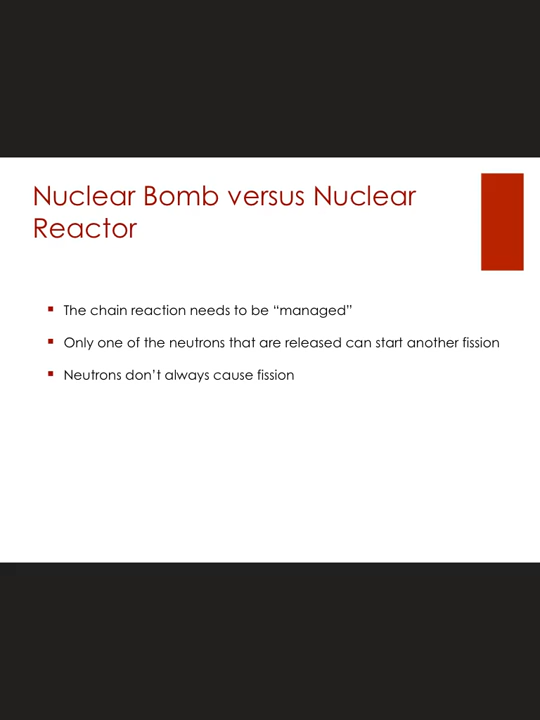 Nuclear Bomb versus Nuclear
Reactor
The chain reaction needs to be “managed”
Only one of the neutrons that are released can start another fission
Neutrons don’t always cause fission